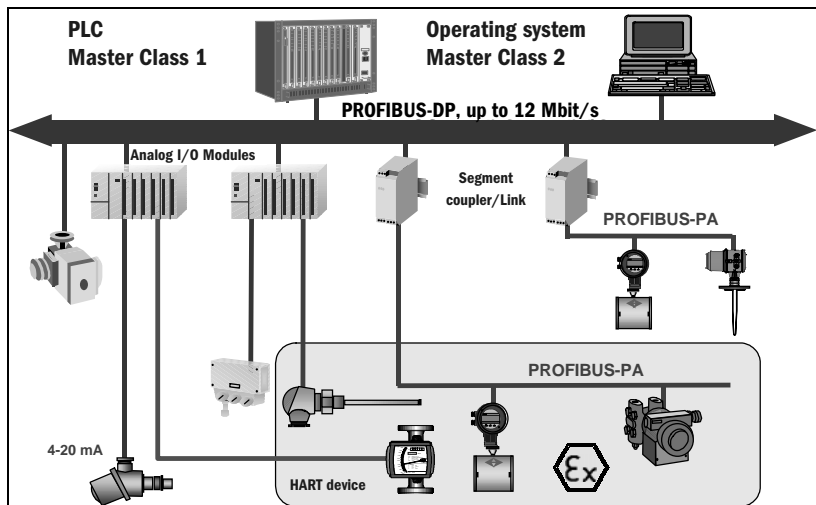 PLC
Master Class 1
Operating system
Master Class 2
PROFIBUS-DP, up to 12 Mbit/s
Analog I/O Modules
Segment
coupler/Link
PROFIBUS-PA
PROFIBUS-PA
4-20 mA
HART device
Ex